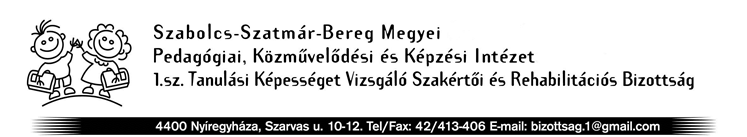 Szabolcs-Szatmár-Bereg Megyei
Pedagógiai, Közművelődési és Képzési Intézet
1.sz. Tanulási Képességet Vizsgáló Szakértői és Rehabilitációs Bizottság
4400 Nyíregyháza, Szarvas u. 10-12. Tel/Fax: 42/413-406 E-mail: bizottsag.1@gmail.com